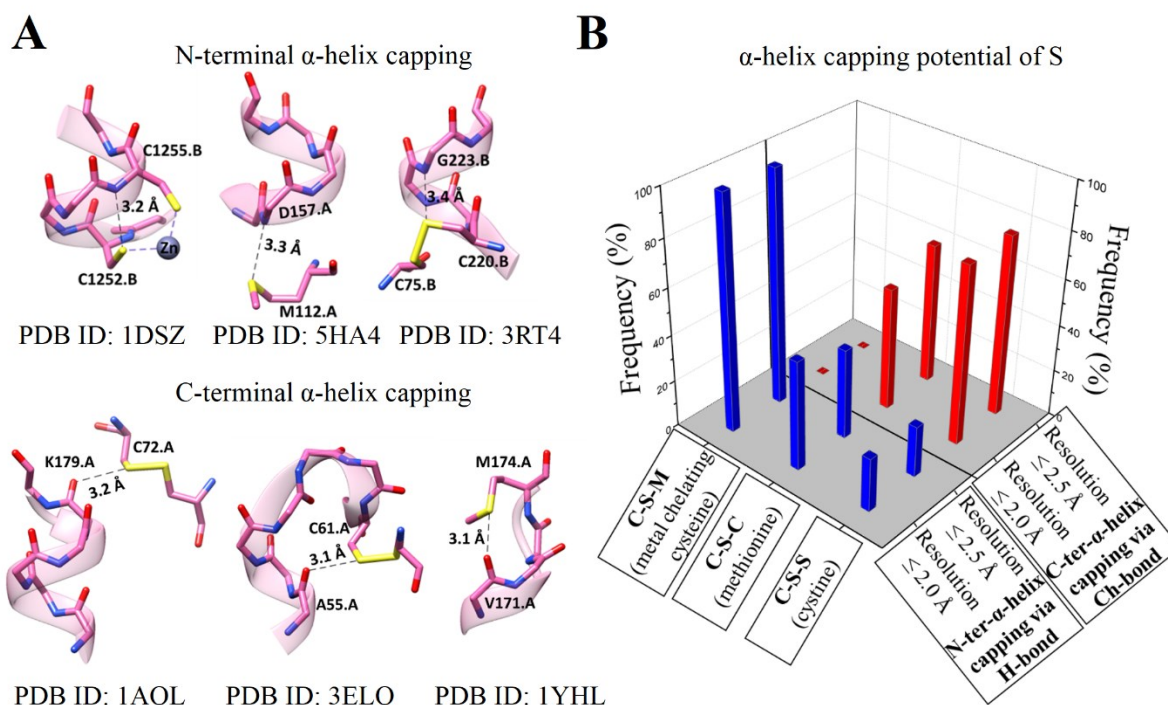 A
N-terminal α-helix capping
C1255.B
3.2 Å
Zn
C1252.B
D157.A
3.3 Å
M112.A
G223.B
3.4 Å
C220.B
C75.B
PDB ID: 1DSZ PDB ID: 5HA4 PDB ID: 3RT4
C-terminal α-helix capping
C72.A
K179.A
3.2 Å
C61.A
3.1 Å
A55.A
M174.A
3.1 Å
V171.A
PDB ID: 1AOL PDB ID: 3ELO PDB ID: 1YHL
B
α-helix capping potential of S
Frequency (%)
100
80
60
40
20
0
Frequency (%)
100
80
60
40
20
0
C-S-M
(metal chelating
cysteine)
C-S-C
(methionine)
C-S-S
(cystine)
Resolution
≤ 2.5 Å
Resolution
≤ 2.0 Å
C-ter-α-helix
capping via
Ch-bond
Resolution
≤2.5 Å
Resolution
≤2.0 Å
N-ter-α-helix
capping via
H-bond